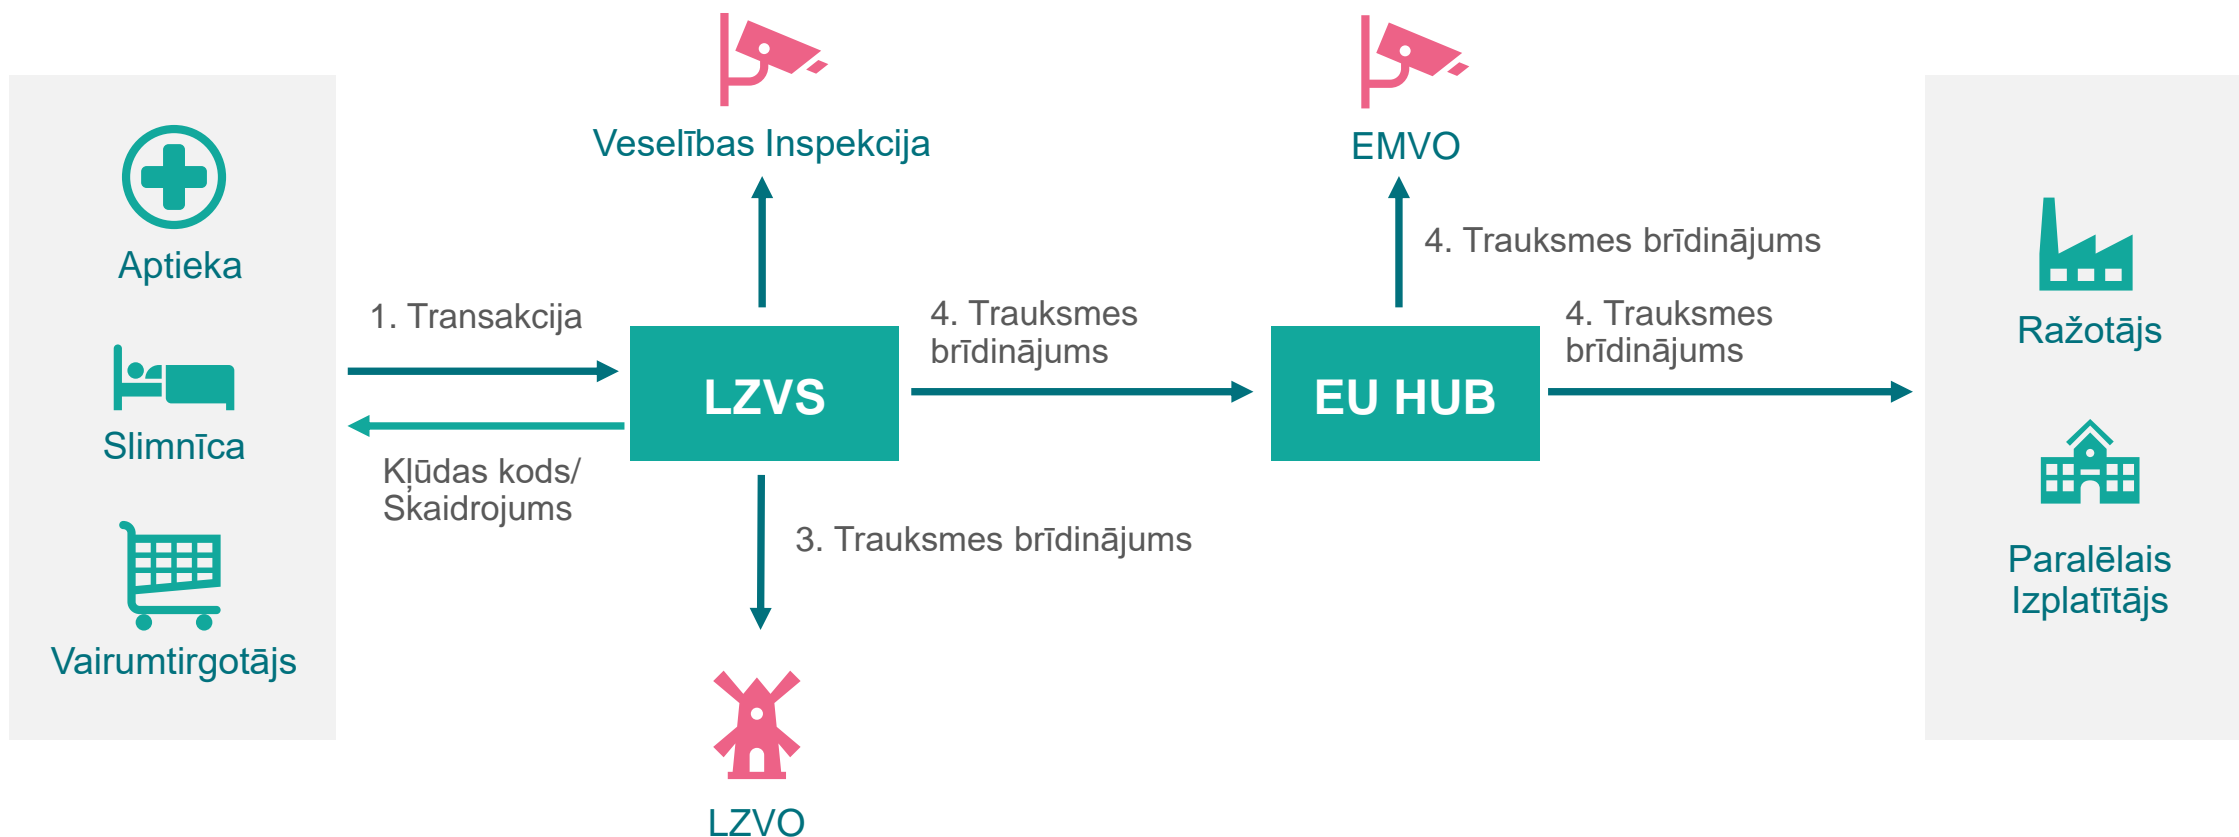 Veselības Inspekcija
EMVO
Aptieka
Slimnīca
Vairumtirgotājs
1. Transakcija
Kļūdas kods/
Skaidrojums
LZVS
4. Trauksmes
brīdinājums
3. Trauksmes brīdinājums
LZVO
EU HUB
4. Trauksmes brīdinājums
4. Trauksmes
brīdinājums
Ražotājs
Paralēlais
Izplatītājs